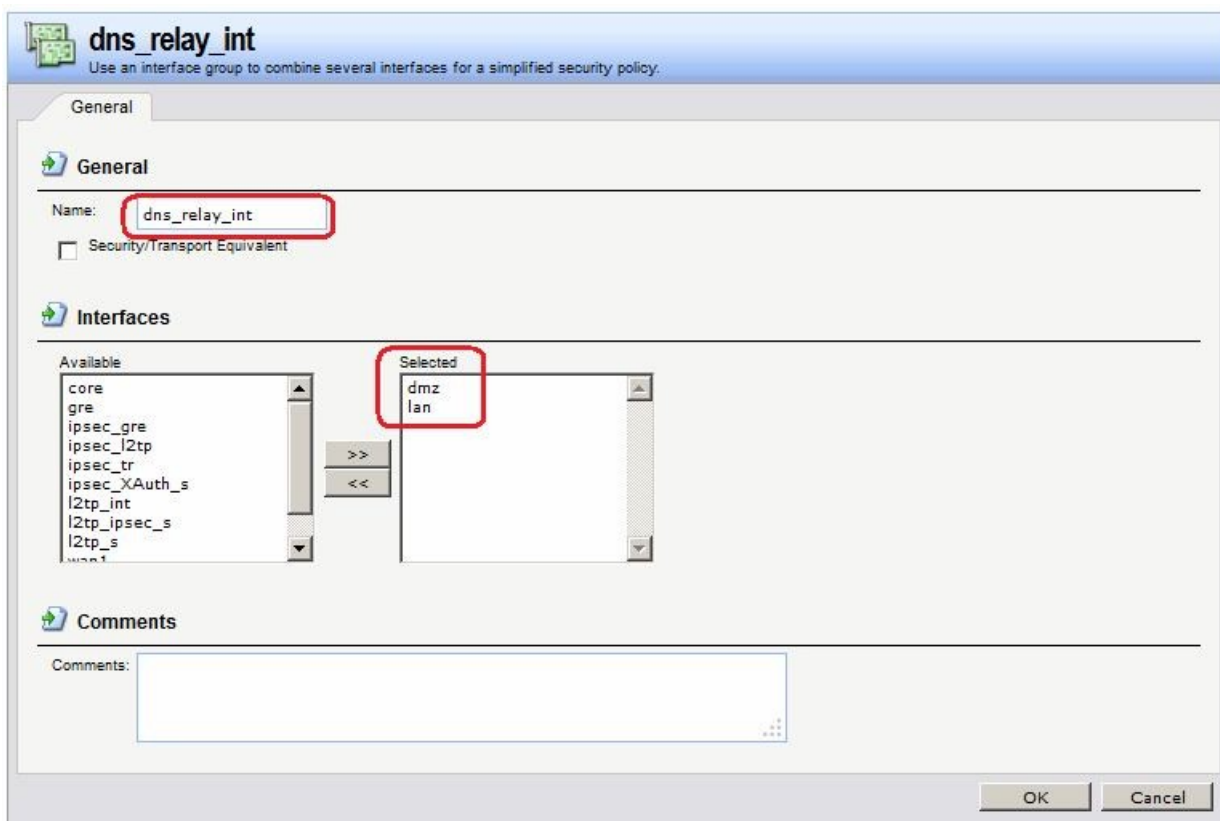 dns_relay_int
Use an interface group to combine several interfaces for a simplified security policy.
General
General
Name:
dns_relay_int
Security/Transport Equivalent
Interfaces
Available
core
gre
ipsec_gre
ipsec_l2tp
ipsec_tr
ipsec_XAuth_s
l2tp_int
l2tp_ipsec_s
l2tp_s
wan1
>>
<<
Selected
dmz
lan
Comments
Comments:
OK
Cancel